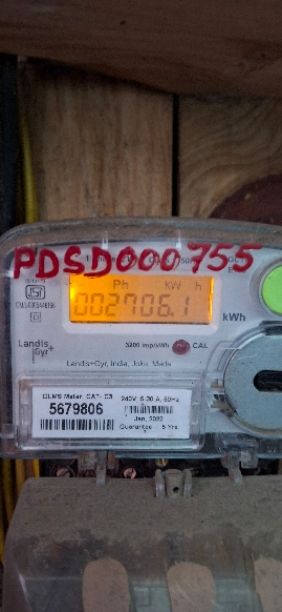 PDSD000755
Ph KW h
002706.1
kWh
Landis
Gyr+
3200 imp/kWh CAL
Landis+Gyr, India, Joka, Made
DLMS Meter, CAT- C3
240V, 5-30 A, 50Hz
5679806
Guarantee - 5 Yrs.